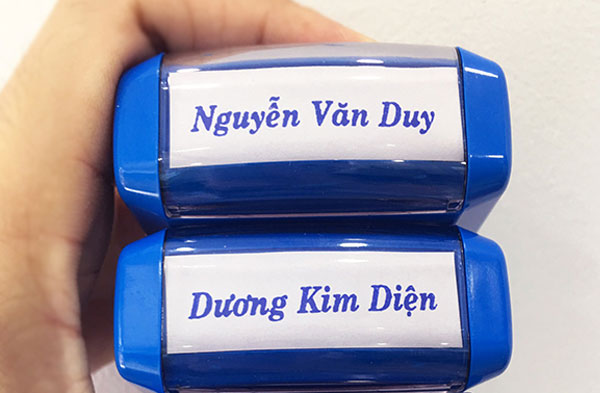 Nguyễn Văn Duy
Dương Kim Diện